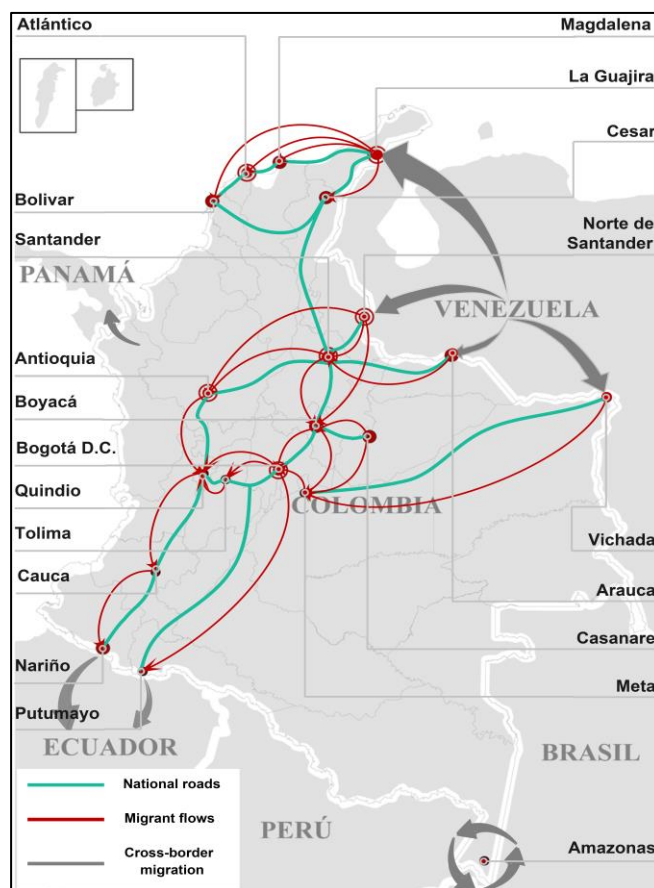 Atlántico
Magdalena
La Guajira
Cesar
Bolivar
Norte de
Santander
Santander
PANAMÁ
VENEZUELA
Antioquia
Boyacá
Bogotá D.C.
Quindio
COLOMBIA
Tolima
Vichada
Cauca
Arauca
Casanare
Nariño
Meta
Putumayo
ECUADOR
BRASIL
National roads
Migrant flows
PERÚ
Cross-border
migration
Amazonas